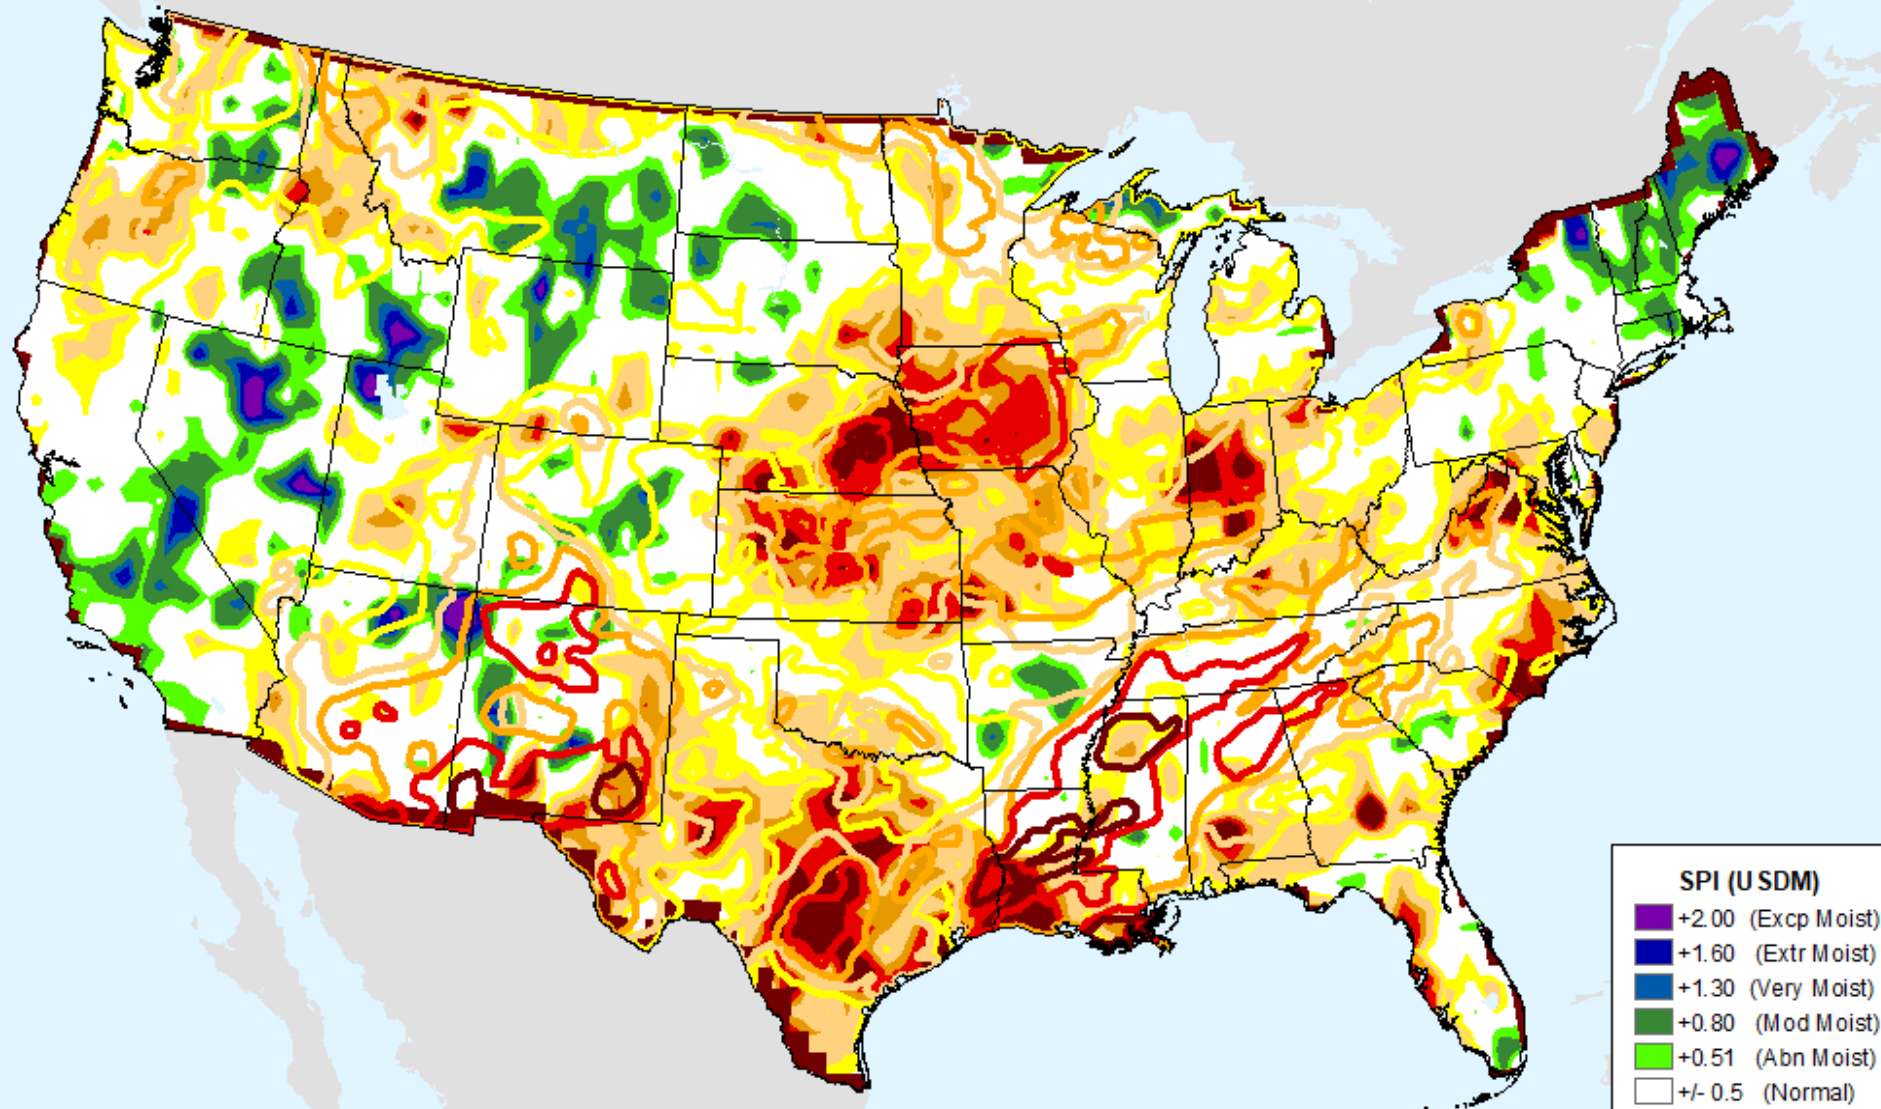 SPI (USDM)
+2.00 (Excp Moist)
+1.60 (Extr Moist)
+1.30 (Very Moist)
+0.80 (Mod Moist)
+0.51 (Abn Moist)
+/- 0.5 (Normal)